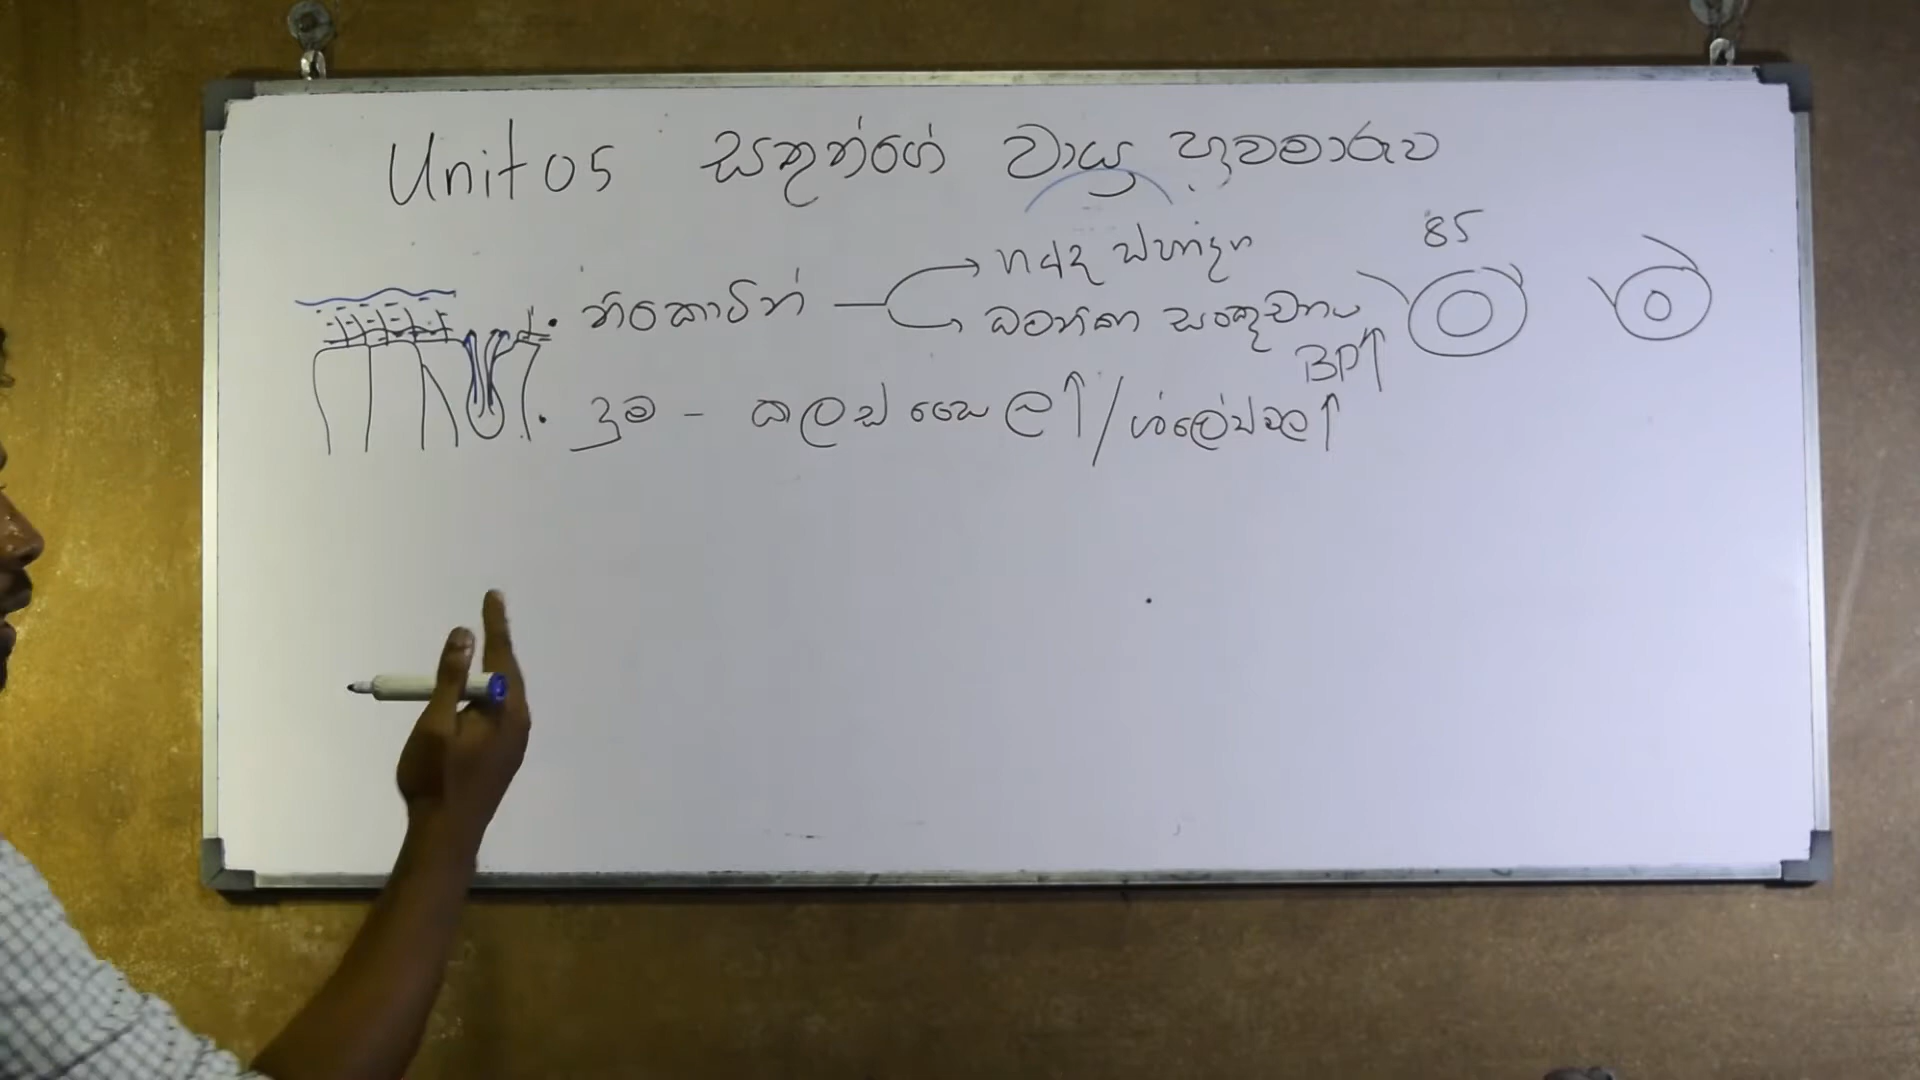 Unit 05 සතුන්ගේ වායු හුවමාරුව
85
• නිකොටින් → හෘද ස්පන්දන
→ ධමනි සංකුචනය
BP↑
• දුම - කලස් සෛල ↑ / ශ්ලේෂ්මල ↑